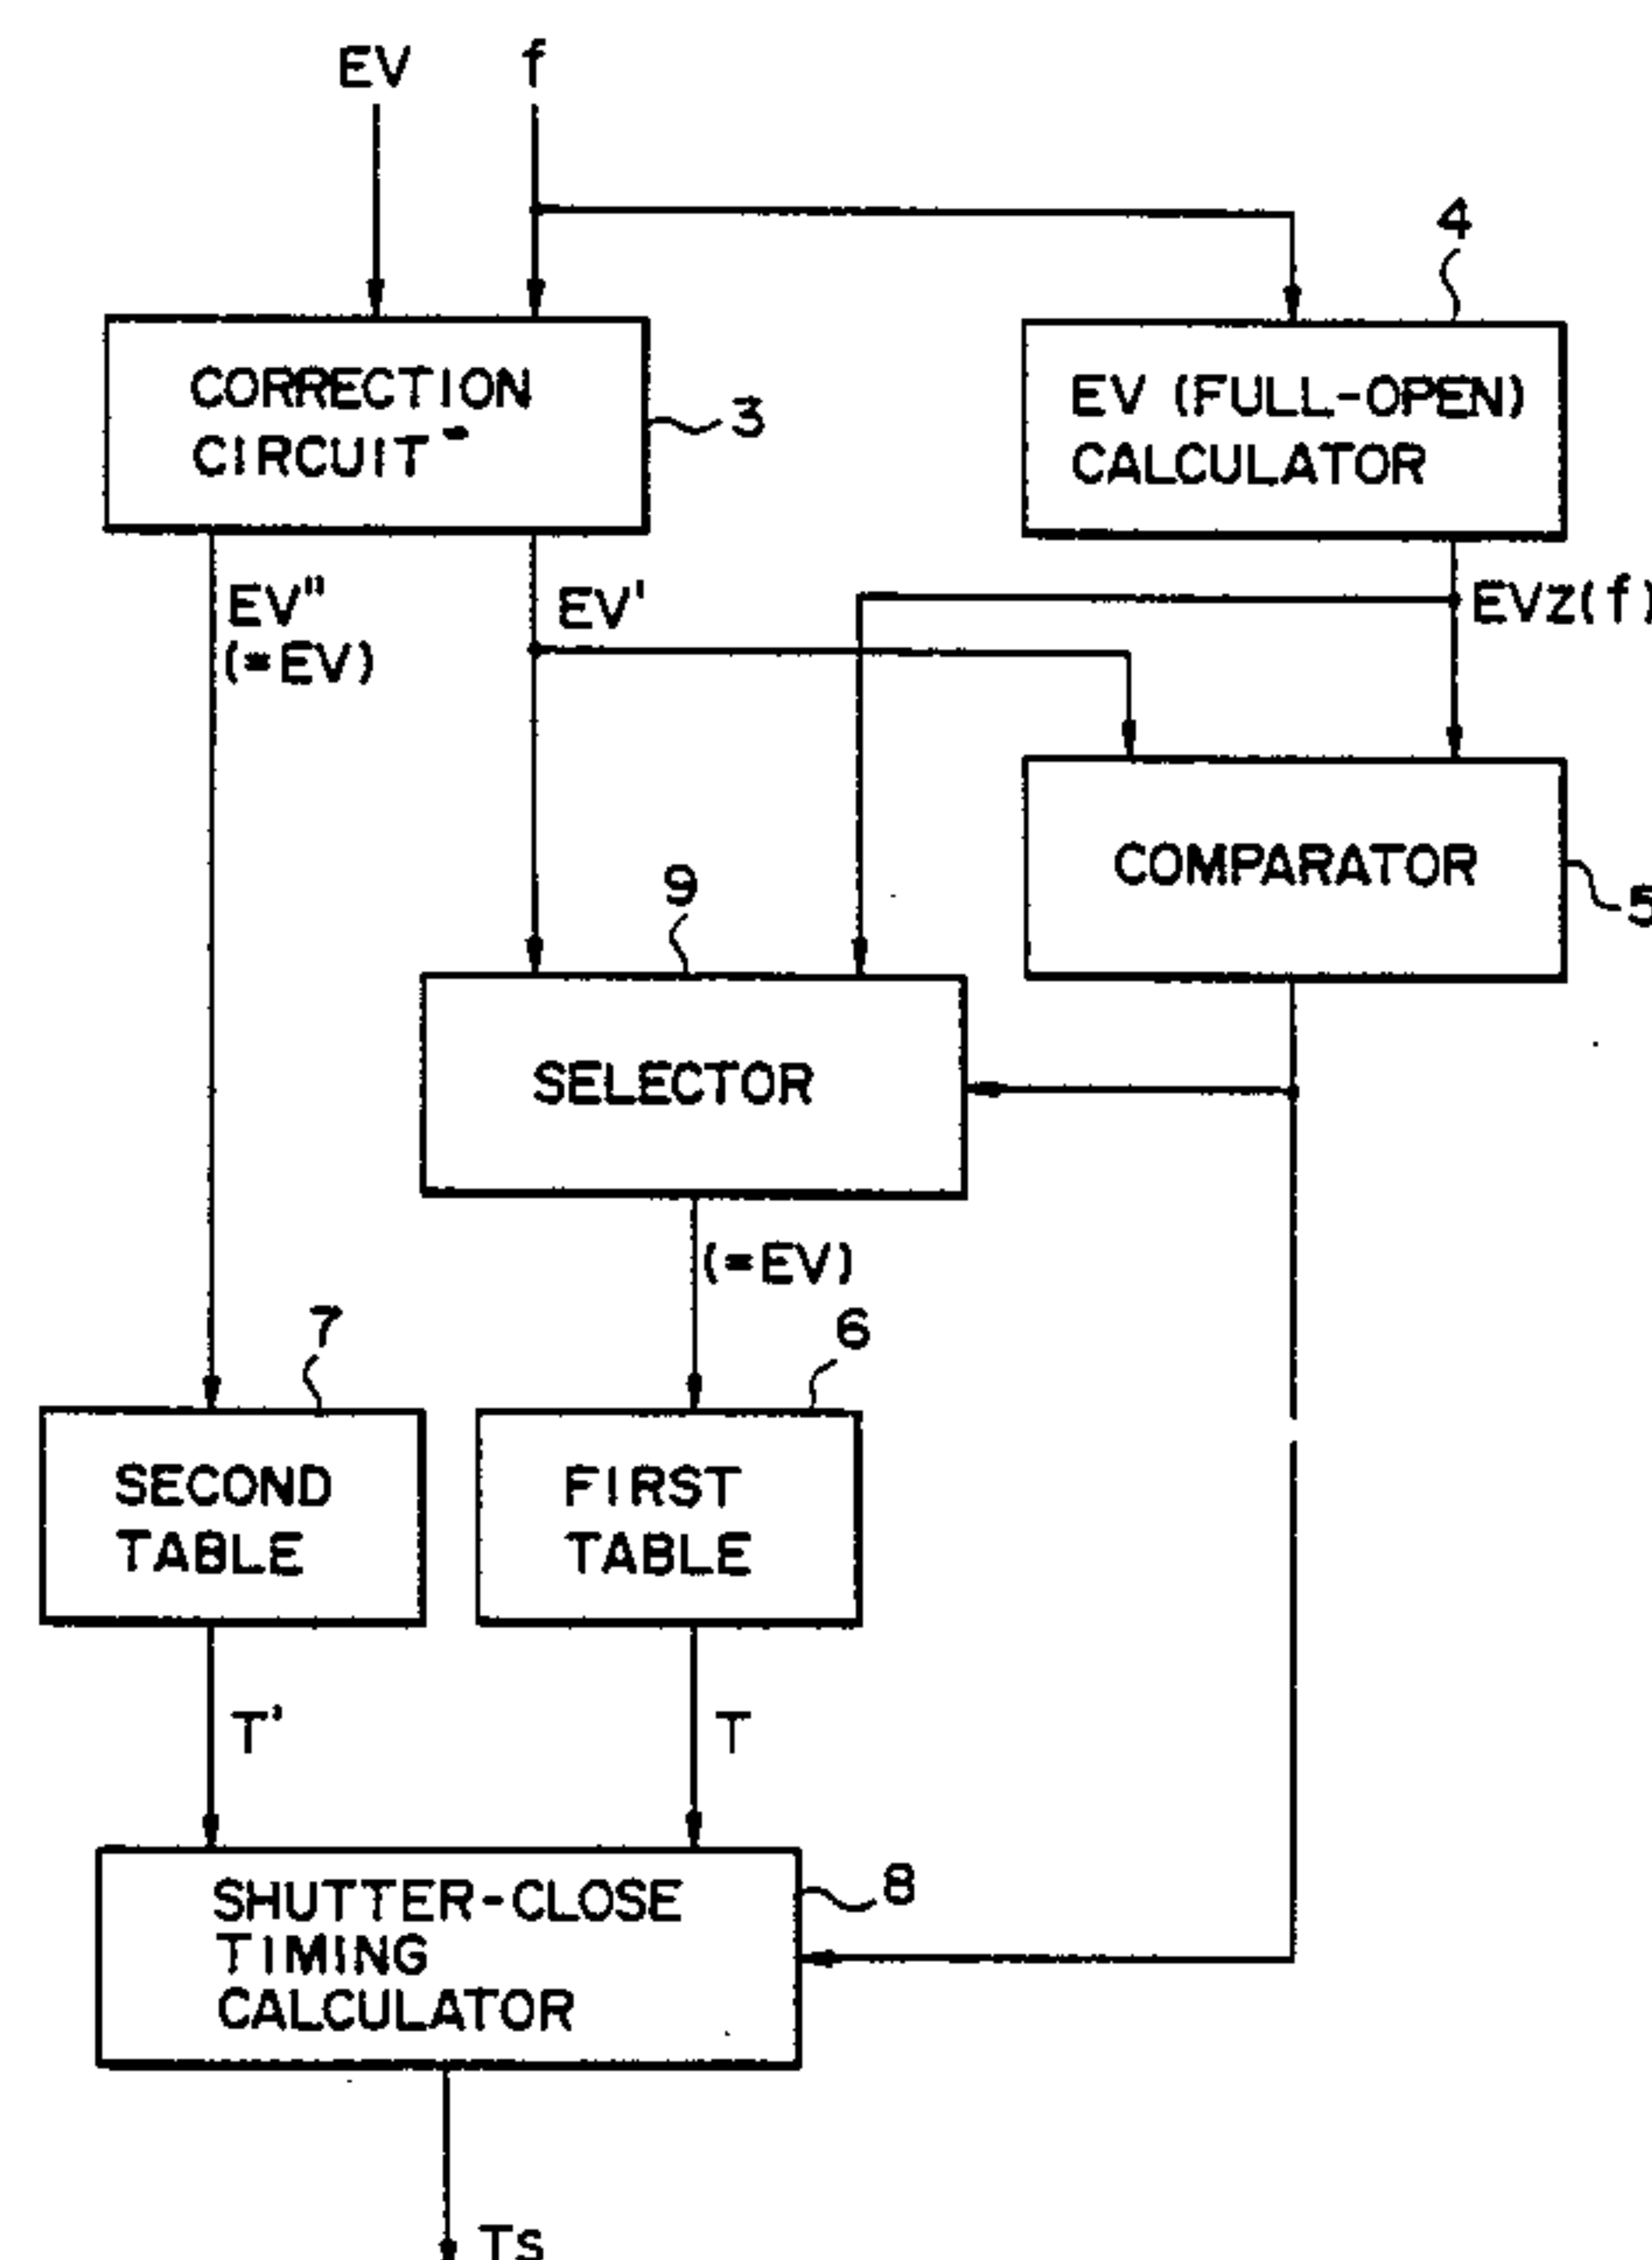 EV
f
4
CORRECTION
CIRCUIT
3
EV (FULL-OPEN)
CALCULATOR
EV''
(=EV)
EV'
EVZ(f)
COMPARATOR
5
9
SELECTOR
(=EV)
7
6
SECOND
TABLE
FIRST
TABLE
T'
T
SHUTTER-CLOSE
TIMING
CALCULATOR
8
Ts